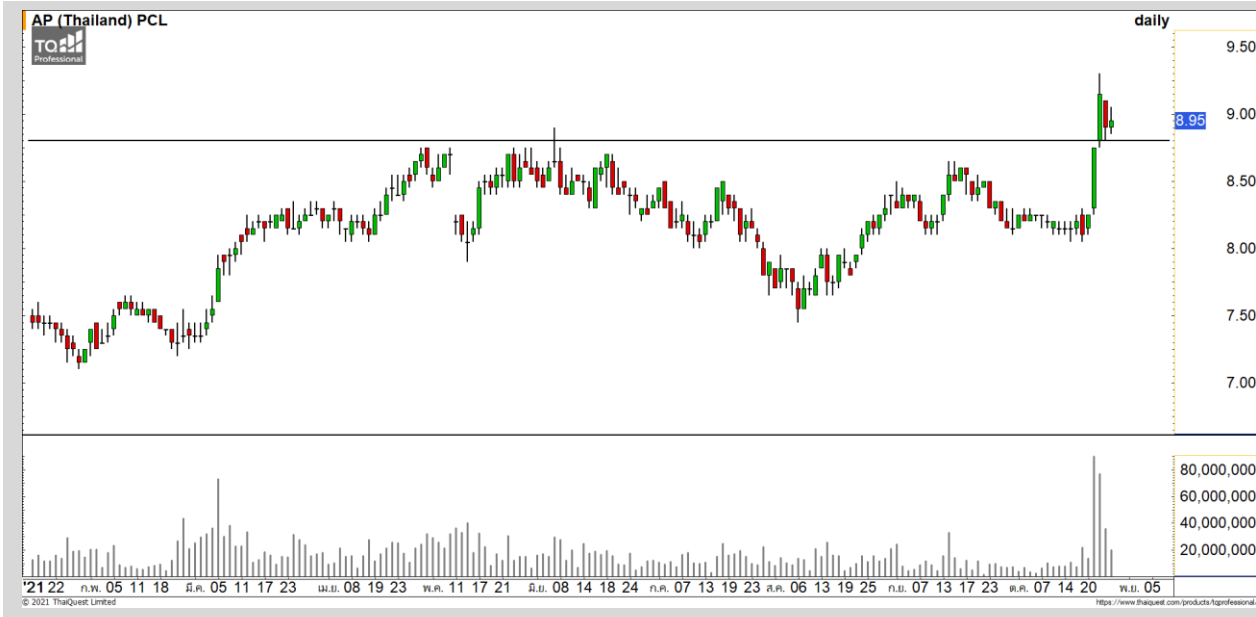 AP (Thailand) PCL
daily
TQ
Professional
9.50
9.00
8.95
8.50
8.00
7.50
7.00
80,000,000
60,000,000
40,000,000
20,000,000
'21 22 ก.พ. 05 11 18 มี.ค. 05 11 17 23 เม.ย. 08 19 23 พ.ค. 11 17 21 มิ.ย. 08 14 18 24 ก.ค. 07 13 19 23 ส.ค. 06 13 19 25 ก.ย. 07 13 17 23 ต.ค. 07 14 20 พ.ย. 05
© 2021 ThaiQuest Limited
https://www.thaiquest.com/products/tqprofessional/